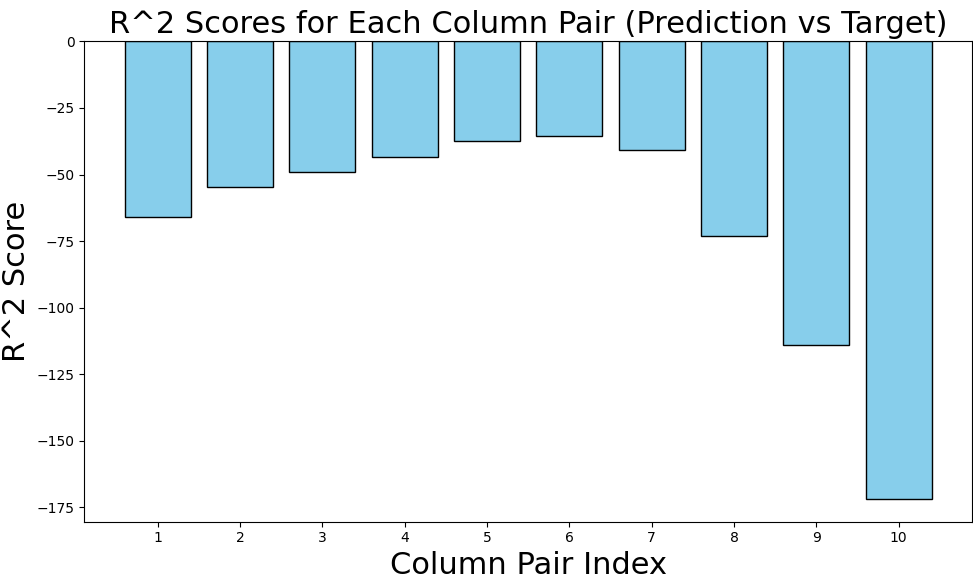 R^2 Scores for Each Column Pair (Prediction vs Target)
R^2 Score
0
−25
−50
−75
−100
−125
−150
−175
1 2 3 4 5 6 7 8 9 10
Column Pair Index